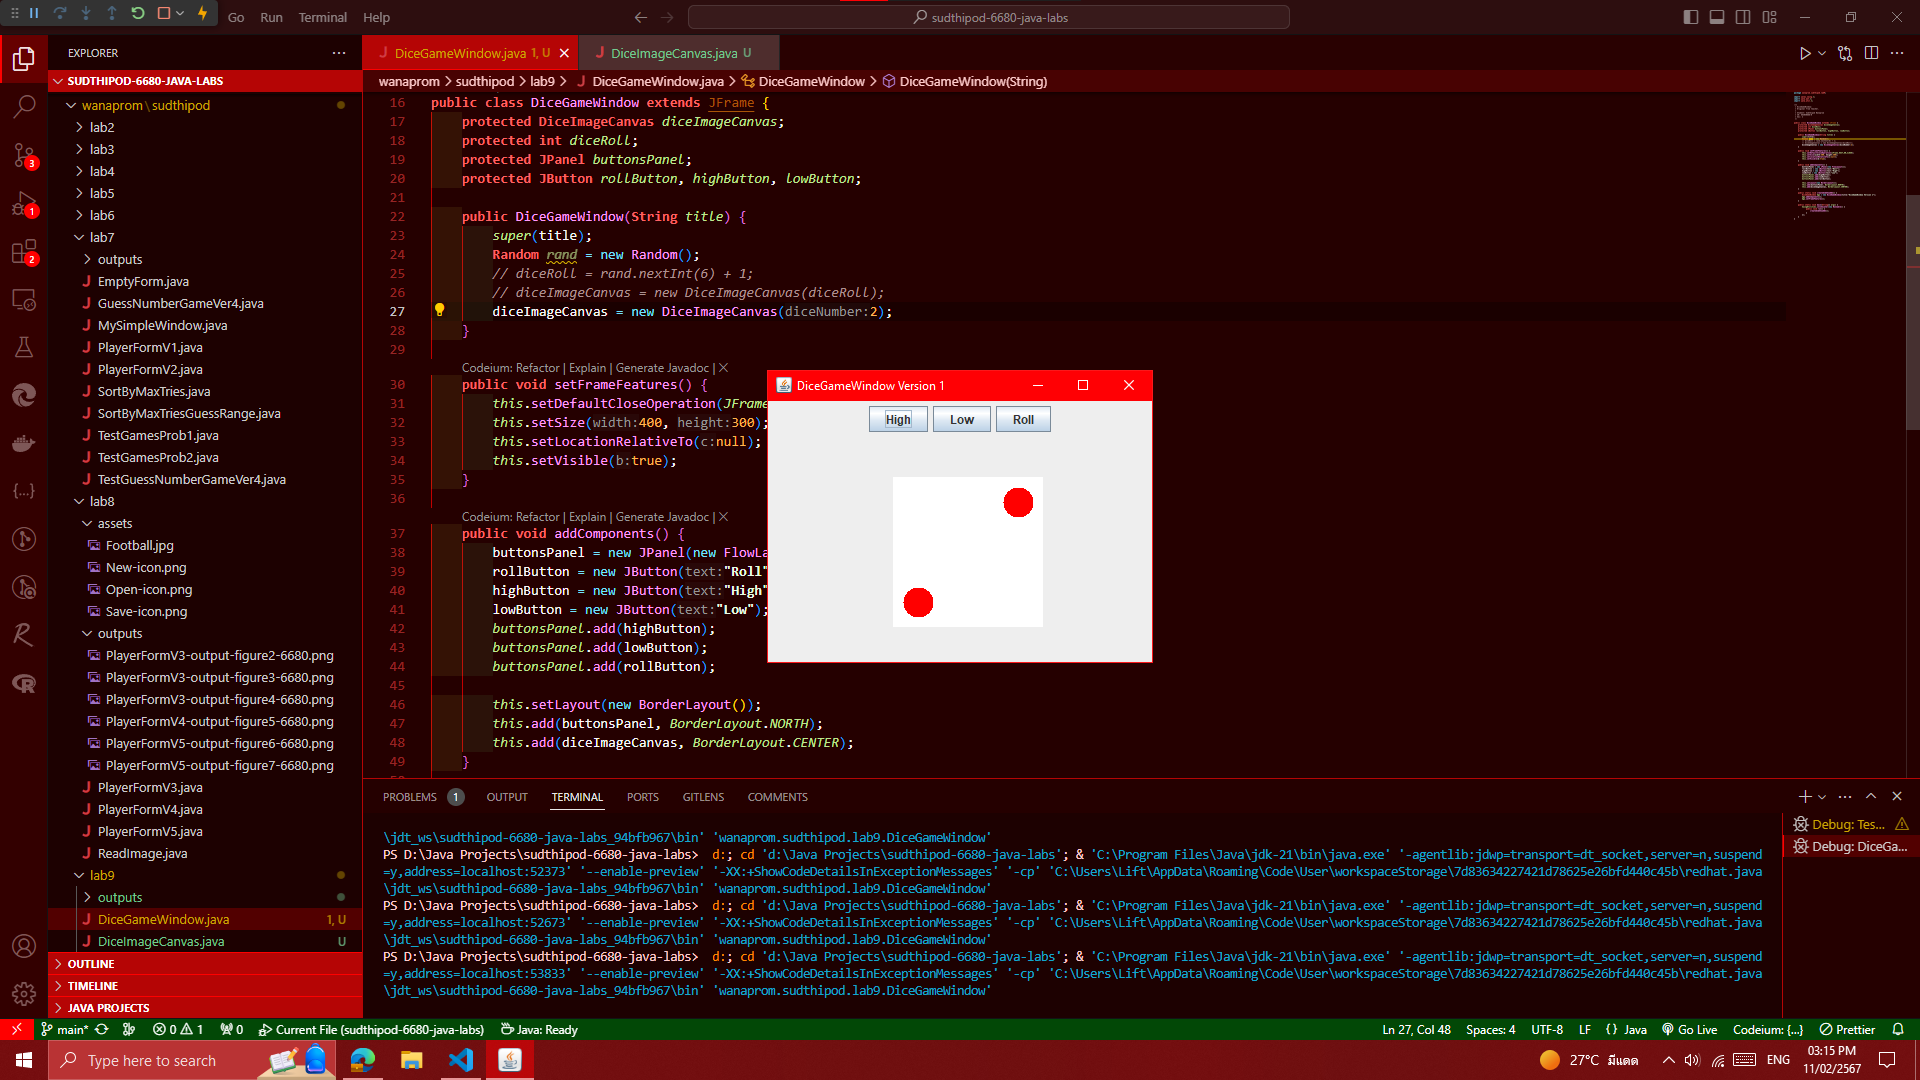 Go Run Terminal Help
sudthipod-6680-java-labs
EXPLORER
SUDTHIPOD-6680-JAVA-LABS
wanaprom\sudthipod
lab2
lab3
lab4
lab5
lab6
lab7
outputs
EmptyForm.java
GuessNumberGameVer4.java
MySimpleWindow.java
PlayerFormV1.java
PlayerFormV2.java
SortByMaxTries.java
SortByMaxTriesGuessRange.java
TestGamesProb1.java
TestGamesProb2.java
TestGuessNumberGameVer4.java
lab8
assets
Football.jpg
New-icon.png
Open-icon.png
Save-icon.png
outputs
PlayerFormV3-output-figure2-6680.png
PlayerFormV3-output-figure3-6680.png
PlayerFormV3-output-figure4-6680.png
PlayerFormV4-output-figure5-6680.png
PlayerFormV5-output-figure6-6680.png
PlayerFormV5-output-figure7-6680.png
PlayerFormV3.java
PlayerFormV4.java
PlayerFormV5.java
ReadImage.java
lab9
outputs
DiceGameWindow.java 1, U
DiceImageCanvas.java U
OUTLINE
TIMELINE
JAVA PROJECTS
3
1
2
DiceGameWindow.java 1, U
DiceImageCanvas.java U
wanaprom > sudthipod > lab9 > DiceGameWindow.java > DiceGameWindow > DiceGameWindow(String)
16 public class DiceGameWindow extends JFrame {
17 protected DiceImageCanvas diceImageCanvas;
18 protected int diceRoll;
19 protected JPanel buttonsPanel;
20 protected JButton rollButton, highButton, lowButton;
21
22 public DiceGameWindow(String title) {
23 super(title);
24 Random rand = new Random();
25 // diceRoll = rand.nextInt(6) + 1;
26 // diceImageCanvas = new DiceImageCanvas(diceRoll);
27 diceImageCanvas = new DiceImageCanvas(diceNumber:2);
28 }
29
Codeium: Refactor | Explain | Generate Javadoc | X
30 public void setFrameFeatures() {
31 this.setDefaultCloseOperation(JFrame
32 this.setSize(width:400, height:300);
33 this.setLocationRelativeTo(c:null);
34 this.setVisible(b:true);
35 }
36
Codeium: Refactor | Explain | Generate Javadoc | X
37 public void addComponents() {
38 buttonsPanel = new JPanel(new FlowLa
39 rollButton = new JButton(text:"Roll"
40 highButton = new JButton(text:"High"
41 lowButton = new JButton(text:"Low");
42 buttonsPanel.add(highButton);
43 buttonsPanel.add(lowButton);
44 buttonsPanel.add(rollButton);
45
46 this.setLayout(new BorderLayout());
47 this.add(buttonsPanel, BorderLayout.NORTH);
48 this.add(diceImageCanvas, BorderLayout.CENTER);
49 }
DiceGameWindow Version 1
High Low Roll
PROBLEMS 1 OUTPUT TERMINAL PORTS GITLENS COMMENTS
\jdt_ws\sudthipod-6680-java-labs_94bfb967\bin' 'wanaprom.sudthipod.lab9.DiceGameWindow'
PS D:\Java Projects\sudthipod-6680-java-labs> d:; cd 'd:\Java Projects\sudthipod-6680-java-labs'; & 'C:\Program Files\Java\jdk-21\bin\java.exe' '-agentlib:jdwp=transport=dt_socket,server=n,suspend
=y,address=localhost:52373' '--enable-preview' '-XX:+ShowCodeDetailsInExceptionMessages' '-cp' 'C:\Users\Lift\AppData\Roaming\Code\User\workspaceStorage\7d83634227421d78625e26bfd440c45b\redhat.java
\jdt_ws\sudthipod-6680-java-labs_94bfb967\bin' 'wanaprom.sudthipod.lab9.DiceGameWindow'
PS D:\Java Projects\sudthipod-6680-java-labs> d:; cd 'd:\Java Projects\sudthipod-6680-java-labs'; & 'C:\Program Files\Java\jdk-21\bin\java.exe' '-agentlib:jdwp=transport=dt_socket,server=n,suspend
=y,address=localhost:52673' '--enable-preview' '-XX:+ShowCodeDetailsInExceptionMessages' '-cp' 'C:\Users\Lift\AppData\Roaming\Code\User\workspaceStorage\7d83634227421d78625e26bfd440c45b\redhat.java
\jdt_ws\sudthipod-6680-java-labs_94bfb967\bin' 'wanaprom.sudthipod.lab9.DiceGameWindow'
PS D:\Java Projects\sudthipod-6680-java-labs> d:; cd 'd:\Java Projects\sudthipod-6680-java-labs'; & 'C:\Program Files\Java\jdk-21\bin\java.exe' '-agentlib:jdwp=transport=dt_socket,server=n,suspend
=y,address=localhost:53833' '--enable-preview' '-XX:+ShowCodeDetailsInExceptionMessages' '-cp' 'C:\Users\Lift\AppData\Roaming\Code\User\workspaceStorage\7d83634227421d78625e26bfd440c45b\redhat.java
\jdt_ws\sudthipod-6680-java-labs_94bfb967\bin' 'wanaprom.sudthipod.lab9.DiceGameWindow'
Debug: Tes...
Debug: DiceGa...
main* 0 1 0 Current File (sudthipod-6680-java-labs) Java: Ready
Ln 27, Col 48 Spaces: 4 UTF-8 LF {} Java Go Live Codeium: {...} Prettier
Type here to search
27°C มีแดด
ENG
03:15 PM
11/02/2567